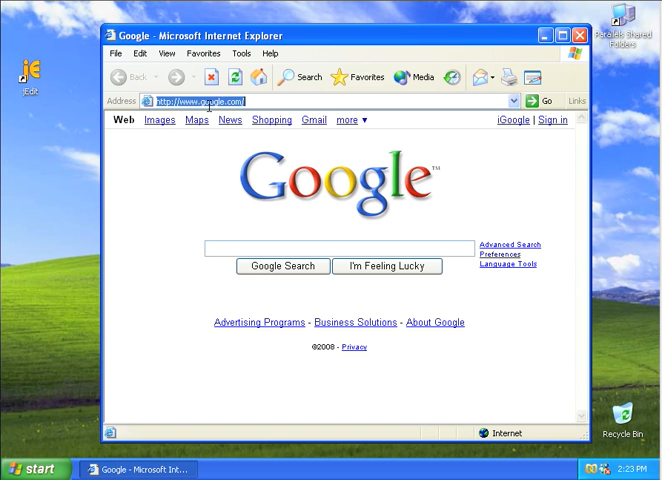 Google - Microsoft Internet Explorer
Parallels Shared
Folders
File Edit View Favorites Tools Help
Back Search Favorites Media
jEdit
Address http://www.google.com/ Go Links
Web Images Maps News Shopping Gmail more ▼ iGoogle | Sign in
Google™
Advanced Search
Preferences
Language Tools
Google Search I'm Feeling Lucky
Advertising Programs - Business Solutions - About Google
©2008 - Privacy
Internet
Recycle Bin
start Google - Microsoft Int... 2:23 PM